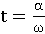 t = α/ω